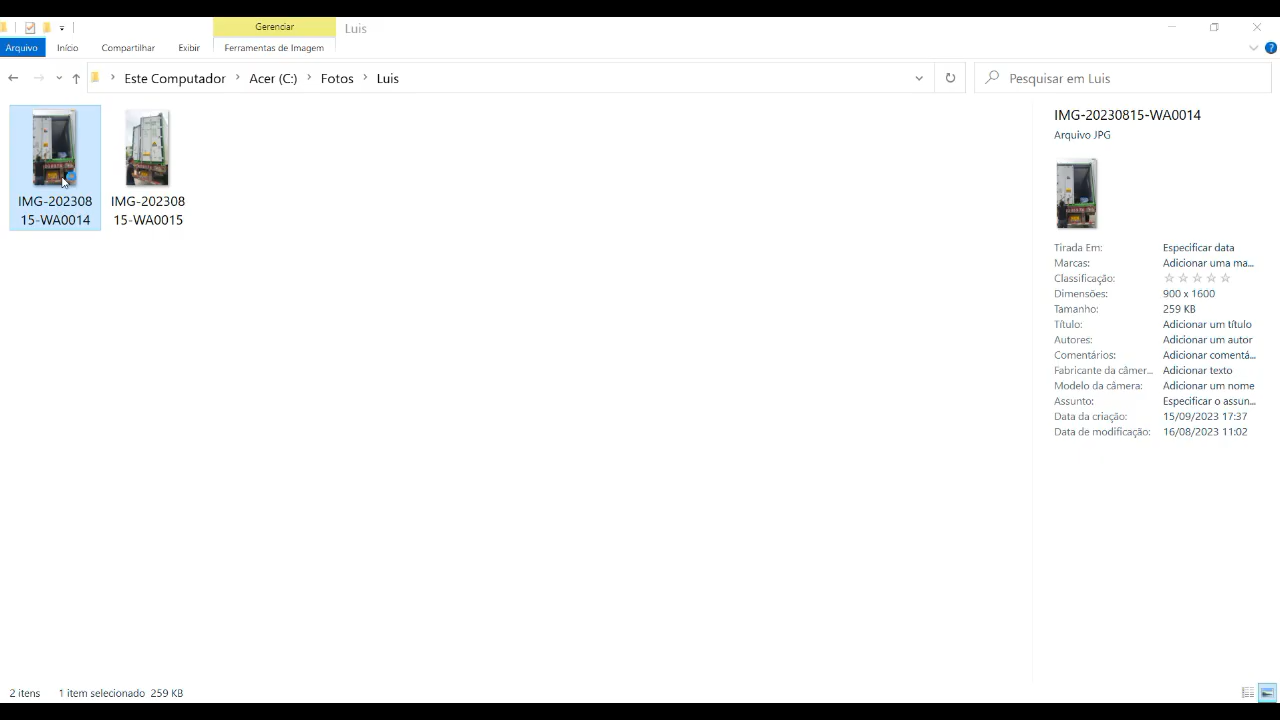 Gerenciar
Luis
Arquivo
Início
Compartilhar
Exibir
Ferramentas de Imagem
Este Computador
Acer (C:)
Fotos
Luis
Pesquisar em Luis
IMG-202308
15-WA0014
IMG-202308
15-WA0015
IMG-20230815-WA0014
Arquivo JPG
Tirada Em: Especificar data
Marcas: Adicionar uma ma...
Classificação:
Dimensões: 900 x 1600
Tamanho: 259 KB
Título: Adicionar um título
Autores: Adicionar um autor
Comentários: Adicionar comentá...
Fabricante da câmer... Adicionar texto
Modelo da câmera: Adicionar um nome
Assunto: Especificar o assun...
Data da criação: 15/09/2023 17:37
Data de modificação: 16/08/2023 11:02
2 itens 1 item selecionado 259 KB